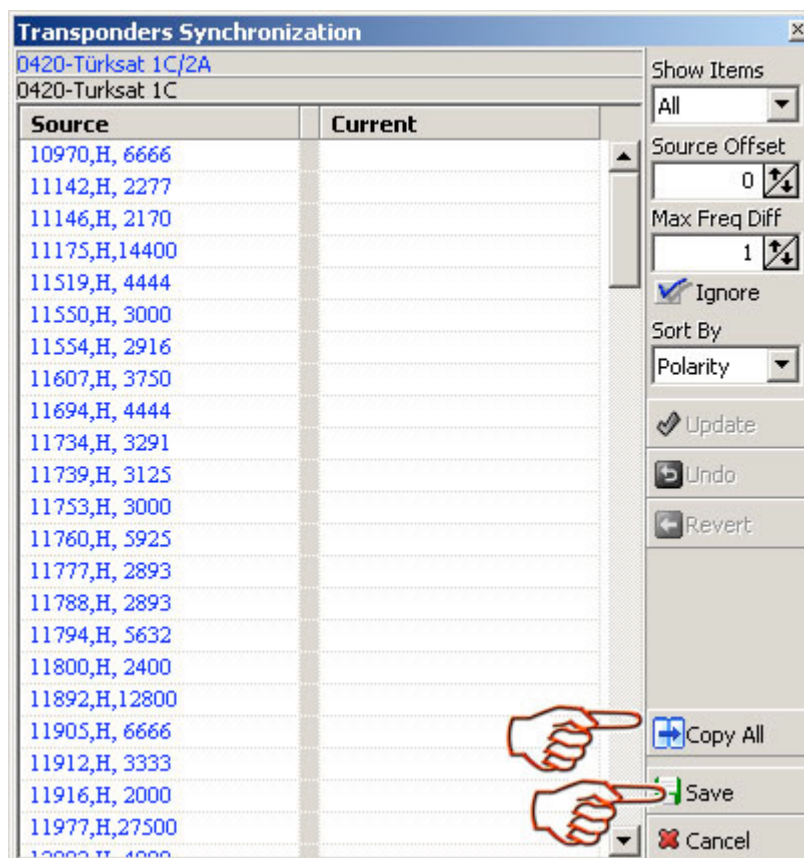 Transponders Synchronization
0420-Türksat 1C/2A
0420-Turksat 1C
Source Current
10970,H, 6666
11142,H, 2277
11146,H, 2170
11175,H,14400
11519,H, 4444
11550,H, 3000
11554,H, 2916
11607,H, 3750
11694,H, 4444
11734,H, 3291
11739,H, 3125
11753,H, 3000
11760,H, 5925
11777,H, 2893
11788,H, 2893
11794,H, 5632
11800,H, 2400
11892,H,12800
11905,H, 6666
11912,H, 3333
11916,H, 2000
11977,H,27500
Show Items
All
Source Offset
0
Max Freq Diff
1
Ignore
Sort By
Polarity
Update
Undo
Revert
Copy All
Save
Cancel